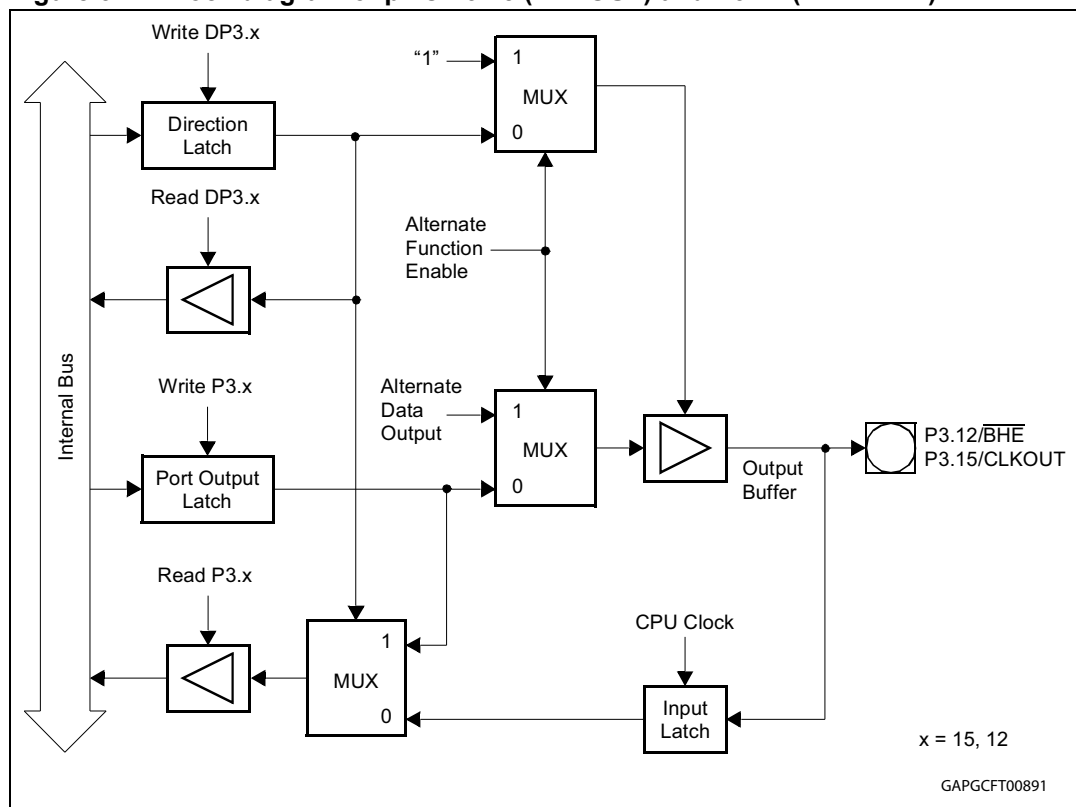 Write DP3.x
"1"
1
MUX
0
Direction
Latch
Read DP3.x
Alternate
Function
Enable
Internal Bus
Write P3.x
Alternate
Data
Output
1
MUX
0
P3.12/BHE
P3.15/CLKOUT
Output
Buffer
Port Output
Latch
Read P3.x
CPU Clock
1
MUX
0
Input
Latch
x = 15, 12
GAPGCFT00891